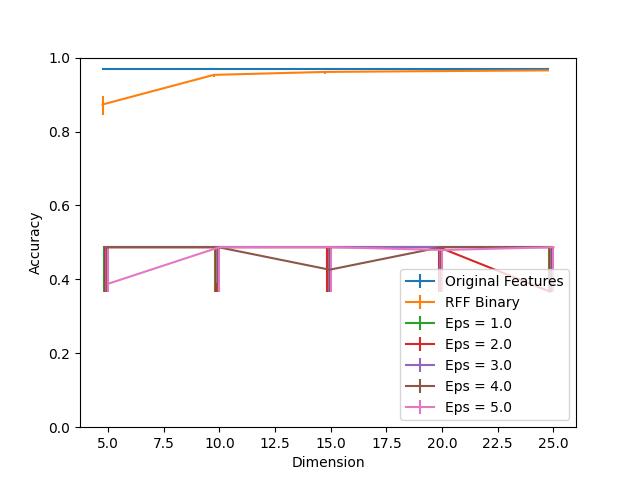 1.0
0.8
0.6
0.4
0.2
0.0
Accuracy
Original Features
RFF Binary
Eps = 1.0
Eps = 2.0
Eps = 3.0
Eps = 4.0
Eps = 5.0
5.0 7.5 10.0 12.5 15.0 17.5 20.0 22.5 25.0
Dimension